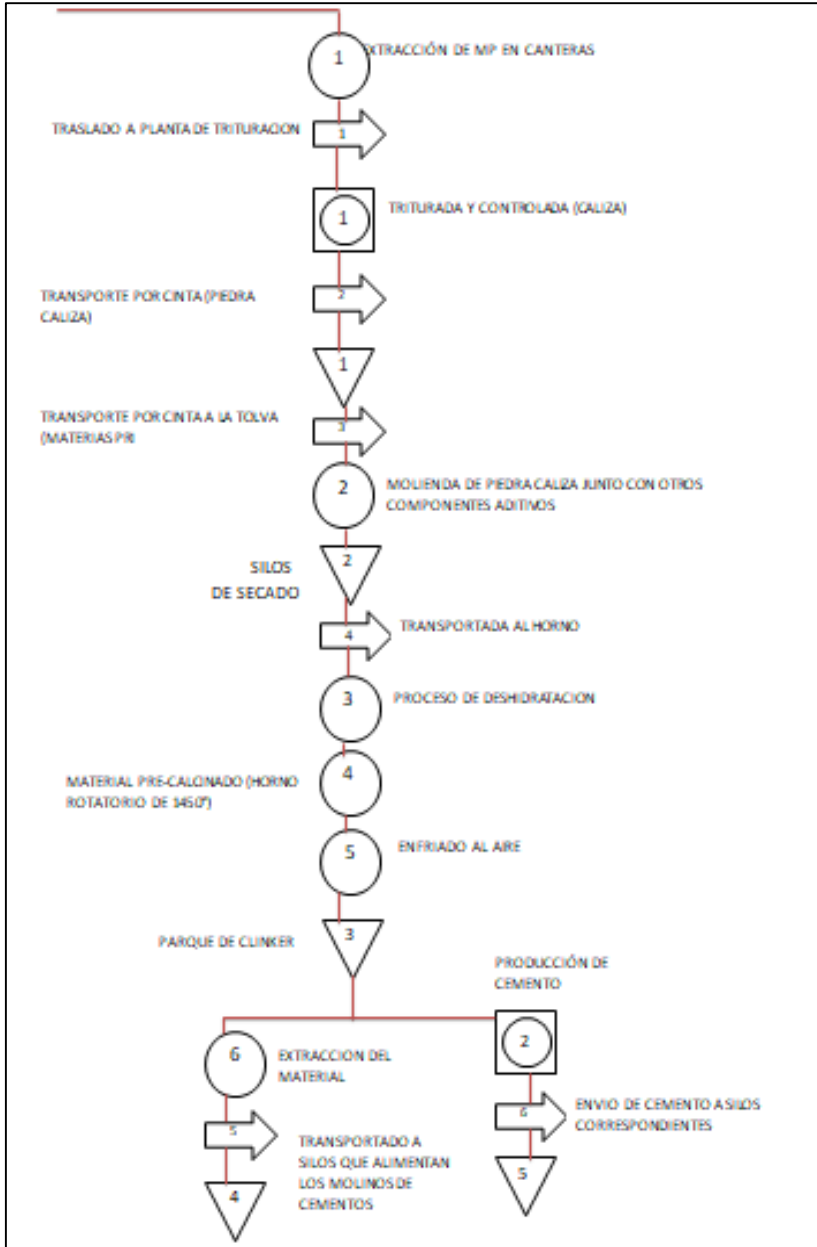 1
EXTRACCIÓN DE MP EN CANTERAS
TRASLADO A PLANTA DE TRITURACION
1
1
TRITURADA Y CONTROLADA (CALIZA)
2
TRANSPORTE POR CINTA (PIEDRA
CALIZA)
1
TRANSPORTE POR CINTA A LA TOLVA
(MATERIAS PRI
3
2
MOLIENDA DE PIEDRA CALIZA JUNTO CON OTROS
COMPONENTES ADITIVOS
2
SILOS
DE SECADO
4
TRANSPORTADA AL HORNO
3
PROCESO DE DESHIDRATACION
4
MATERIAL PRE-CALCINADO (HORNO
ROTATORIO DE 1450°)
5
ENFRIADO AL AIRE
3
PARQUE DE CLINKER
PRODUCCIÓN DE
CEMENTO
6
EXTRACCION DEL
MATERIAL
2
5
TRANSPORTADO A
SILOS QUE ALIMENTAN
LOS MOLINOS DE
CEMENTOS
6
ENVIO DE CEMENTO A SILOS
CORRESPONDIENTES
4
5